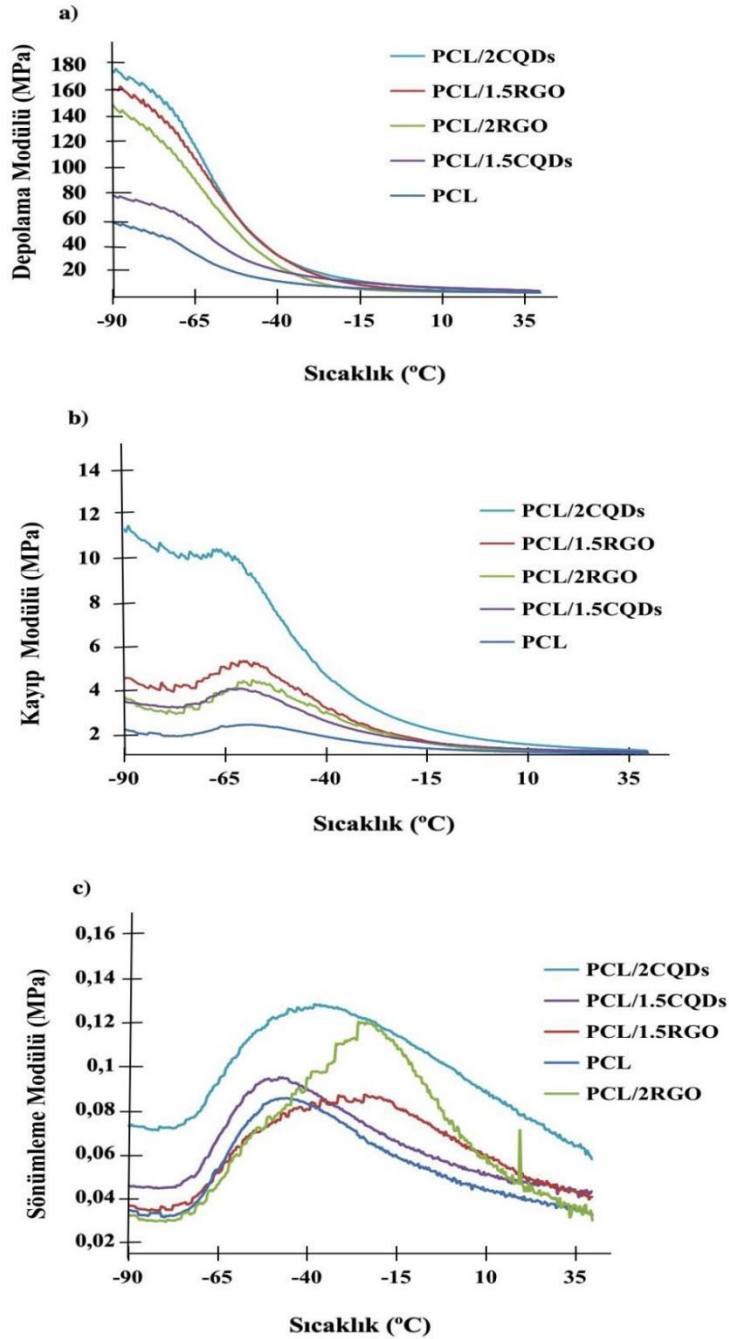 a)
Depolama Modülü (MPa)
180
160
140
120
100
80
60
40
20
-90 -65 -40 -15 10 35
Sıcaklık (ºC)
PCL/2CQDs
PCL/1.5RGO
PCL/2RGO
PCL/1.5CQDs
PCL
b)
Kayıp Modülü (MPa)
14
12
10
8
6
4
2
-90 -65 -40 -15 10 35
Sıcaklık (ºC)
PCL/2CQDs
PCL/1.5RGO
PCL/2RGO
PCL/1.5CQDs
PCL
c)
Sönümleme Modülü (MPa)
0,16
0,14
0,12
0,1
0,08
0,06
0,04
0,02
-90 -65 -40 -15 10 35
Sıcaklık (ºC)
PCL/2CQDs
PCL/1.5CQDs
PCL/1.5RGO
PCL
PCL/2RGO